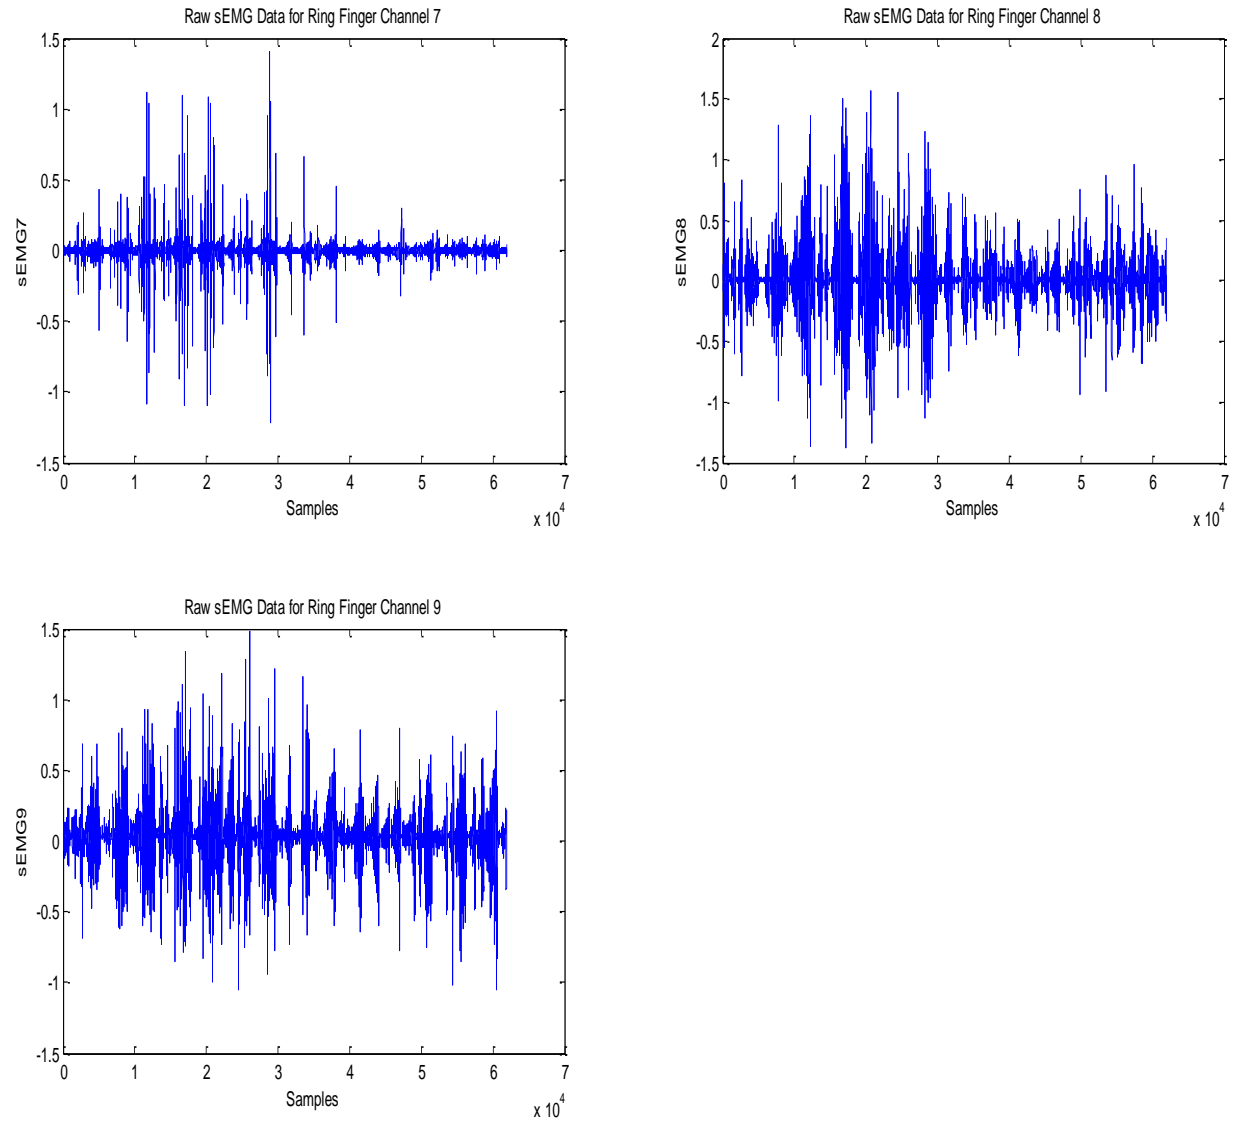 Raw sEMG Data for Ring Finger Channel 7
1.5
1
0.5
0
-0.5
-1
-1.5
sEMG7
0 1 2 3 4 5 6 7
Samples
x 10^4
Raw sEMG Data for Ring Finger Channel 8
2
1.5
1
0.5
0
-0.5
-1
-1.5
sEMG8
0 1 2 3 4 5 6 7
Samples
x 10^4
Raw sEMG Data for Ring Finger Channel 9
1.5
1
0.5
0
-0.5
-1
-1.5
sEMG9
0 1 2 3 4 5 6 7
Samples
x 10^4